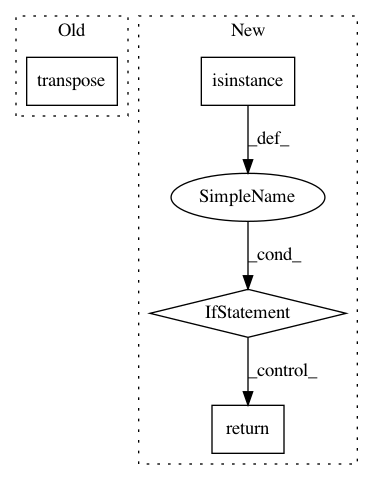 Old
New
transpose
isinstance
_def_
SimpleName
_cond_
IfStatement
_control_
return